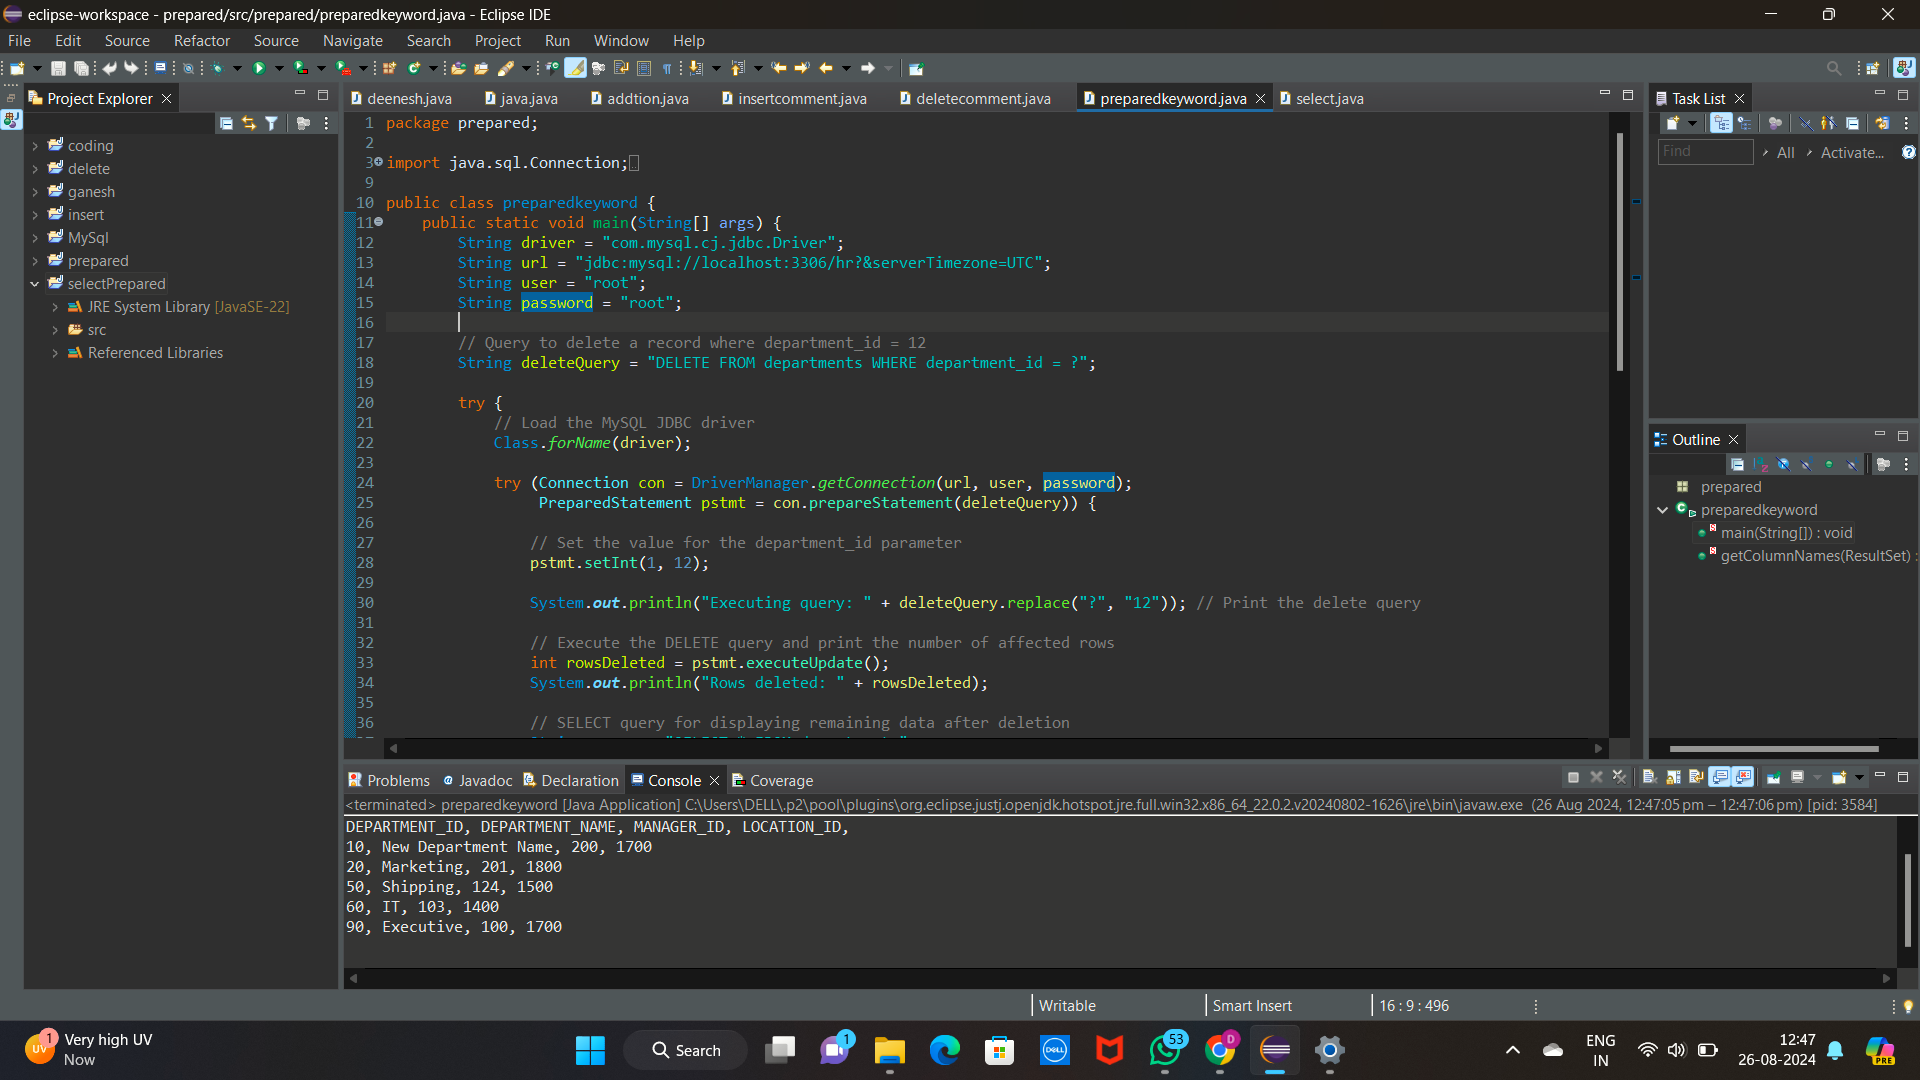 eclipse-workspace - prepared/src/prepared/preparedkeyword.java - Eclipse IDE
File Edit Source Refactor Source Navigate Search Project Run Window Help
Project Explorer
coding
delete
ganesh
insert
MySql
prepared
selectPrepared
JRE System Library [JavaSE-22]
src
Referenced Libraries
deenesh.java java.java addtion.java insertcomment.java deletecomment.java preparedkeyword.java select.java
1 package prepared;
2
3 import java.sql.Connection;
9
10 public class preparedkeyword {
11 public static void main(String[] args) {
12 String driver = "com.mysql.cj.jdbc.Driver";
13 String url = "jdbc:mysql://localhost:3306/hr?&serverTimezone=UTC";
14 String user = "root";
15 String password = "root";
16
17 // Query to delete a record where department_id = 12
18 String deleteQuery = "DELETE FROM departments WHERE department_id = ?";
19
20 try {
21 // Load the MySQL JDBC driver
22 Class.forName(driver);
23
24 try (Connection con = DriverManager.getConnection(url, user, password);
25 PreparedStatement pstmt = con.prepareStatement(deleteQuery)) {
26
27 // Set the value for the department_id parameter
28 pstmt.setInt(1, 12);
29
30 System.out.println("Executing query: " + deleteQuery.replace("?", "12")); // Print the delete query
31
32 // Execute the DELETE query and print the number of affected rows
33 int rowsDeleted = pstmt.executeUpdate();
34 System.out.println("Rows deleted: " + rowsDeleted);
35
36 // SELECT query for displaying remaining data after deletion
Task List
Find All Activate...
Outline
prepared
preparedkeyword
main(String[]) : void
getColumnNames(ResultSet) :
Problems Javadoc Declaration Console Coverage
<terminated> preparedkeyword [Java Application] C:\Users\DELL\.p2\pool\plugins\org.eclipse.justj.openjdk.hotspot.jre.full.win32.x86_64_22.0.2.v20240802-1626\jre\bin\javaw.exe (26 Aug 2024, 12:47:05 pm – 12:47:06 pm) [pid: 3584]
DEPARTMENT_ID, DEPARTMENT_NAME, MANAGER_ID, LOCATION_ID,
10, New Department Name, 200, 1700
20, Marketing, 201, 1800
50, Shipping, 124, 1500
60, IT, 103, 1400
90, Executive, 100, 1700
Writable Smart Insert 16 : 9 : 496
UV 1 Very high UV
Now
Search
1
DELL
53
D
ENG
IN
12:47
26-08-2024
PRE